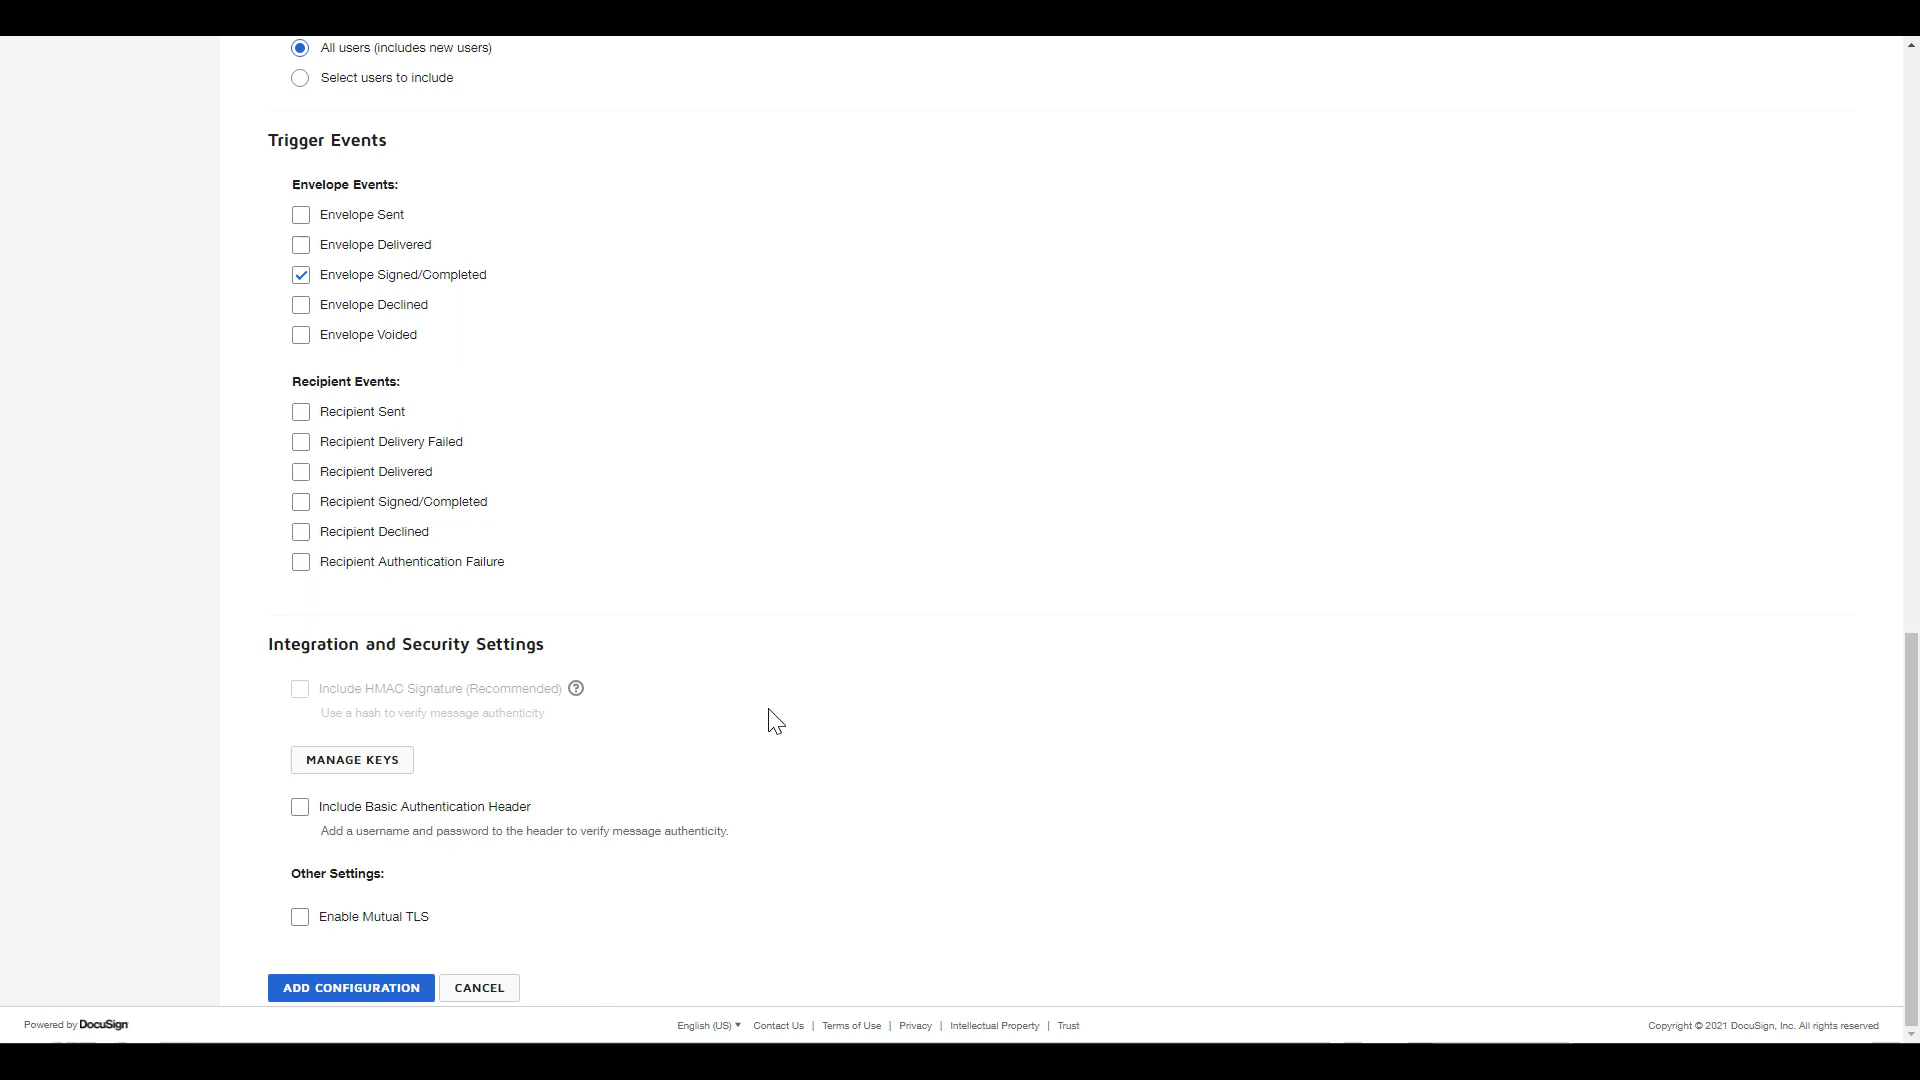 All users (includes new users)
Select users to include
Trigger Events
Envelope Events:
Envelope Sent
Envelope Delivered
Envelope Signed/Completed
Envelope Declined
Envelope Voided
Recipient Events:
Recipient Sent
Recipient Delivery Failed
Recipient Delivered
Recipient Signed/Completed
Recipient Declined
Recipient Authentication Failure
Integration and Security Settings
Include HMAC Signature (Recommended) ?
Use a hash to verify message authenticity
MANAGE KEYS
Include Basic Authentication Header
Add a username and password to the header to verify message authenticity.
Other Settings:
Enable Mutual TLS
ADD CONFIGURATION CANCEL
Powered by DocuSign English (US) Contact Us | Terms of Use | Privacy | Intellectual Property | Trust Copyright © 2021 DocuSign, Inc. All rights reserved